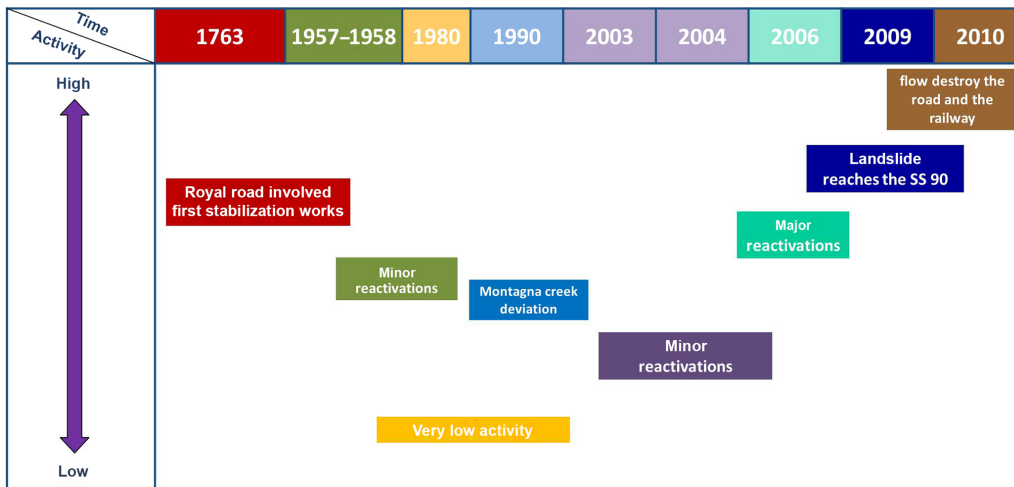 Time
Activity
1763
1957–1958
1980
1990
2003
2004
2006
2009
2010
High
flow destroy the
road and the
railway
Landslide
reaches the SS 90
Royal road involved
first stabilization works
Major
reactivations
Minor
reactivations
Montagna creek
deviation
Minor
reactivations
Very low activity
Low